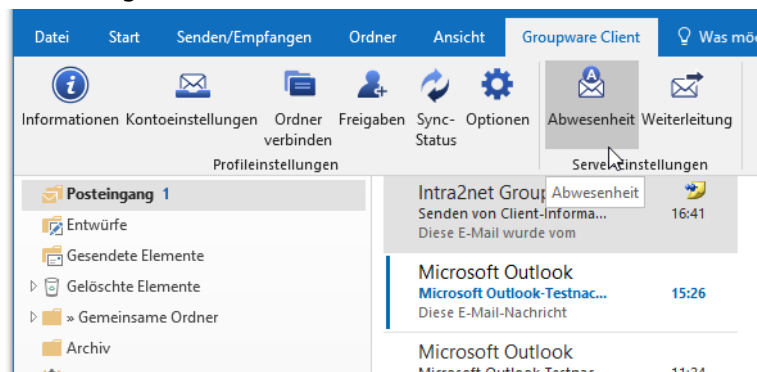 Datei Start Senden/Empfangen Ordner Ansicht Groupware Client Was
Informationen Kontoeinstellungen Ordner verbinden Freigaben Sync-Status Optionen Abwesenheit Weiterleitung
Profileinstellungen Servereinstellungen
Abwesenheit
Posteingang 1
Entwürfe
Gesendete Elemente
Gelöschte Elemente
» Gemeinsame Ordner
Archiv
Intra2net
Senden von Client-Informa... 16:41
Diese E-Mail wurde vom
Microsoft Outlook
Microsoft Outlook-Testnac... 15:26
Diese E-Mail-Nachricht
Microsoft Outlook